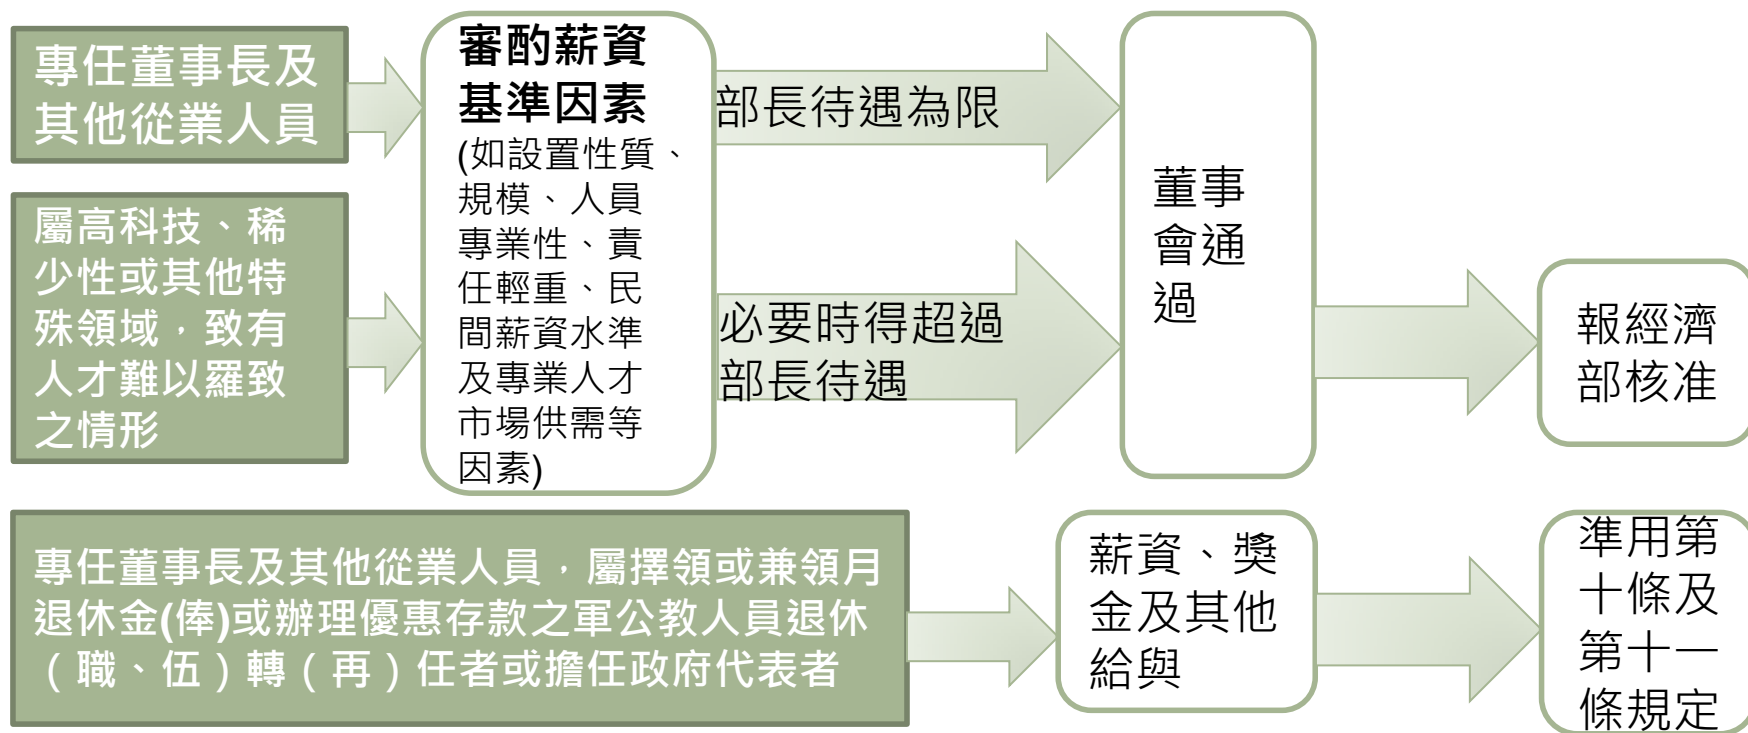 專任董事長及
其他從業人員
審酌薪資
基準因素
(如設置性質、
規模、人員
專業性、責
任輕重、民
間薪資水準
及專業人才
市場供需等
因素)
部長待遇為限
屬高科技、稀
少性或其他特
殊領域，致有
人才難以羅致
之情形
必要時得超過
部長待遇
董事
會通
過
報經濟
部核准
專任董事長及其他從業人員，屬擇領或兼領月
退休金(俸)或辦理優惠存款之軍公教人員退休
（職、伍）轉（再）任者或擔任政府代表者
薪資、獎
金及其他
給與
準用第
十條及
第十一
條規定